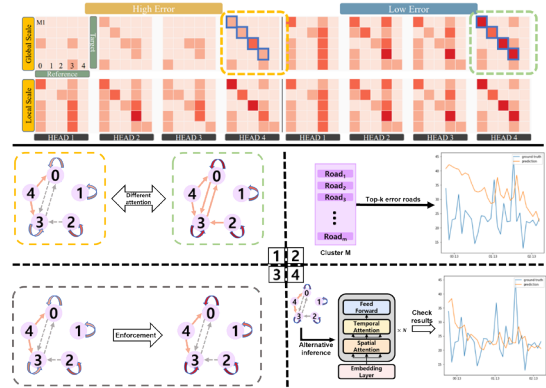 High Error
Low Error
Global Scale
M1
Target
0 1 2 3 4
Reference
Local Scale
HEAD 1
HEAD 2
HEAD 3
HEAD 4
HEAD 1
HEAD 2
HEAD 3
HEAD 4
0
4
1
3
2
Different
attention
0
4
1
3
2
Road1
Road2
Road3
Roadm
Cluster M
Top-k error roads
ground truth
prediction
1 2
3 4
0
4
1
3
2
Enforcement
0
4
1
3
2
0
4
1
3
2
Alternative
inference
Feed
Forward
Temporal
Attention
Spatial
Attention
Embedding
Layer
× N
Check
results
ground truth
prediction